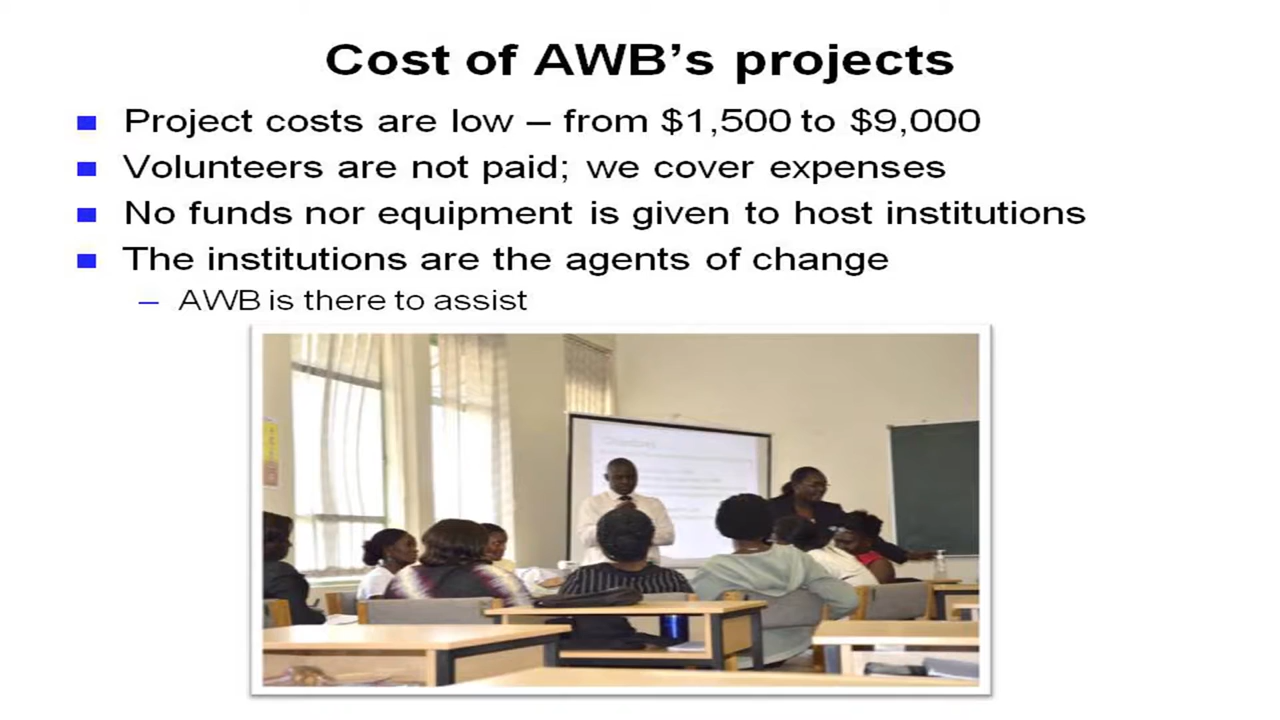 Cost of AWB's projects
Project costs are low – from $1,500 to $9,000
Volunteers are not paid; we cover expenses
No funds nor equipment is given to host institutions
The institutions are the agents of change
– AWB is there to assist